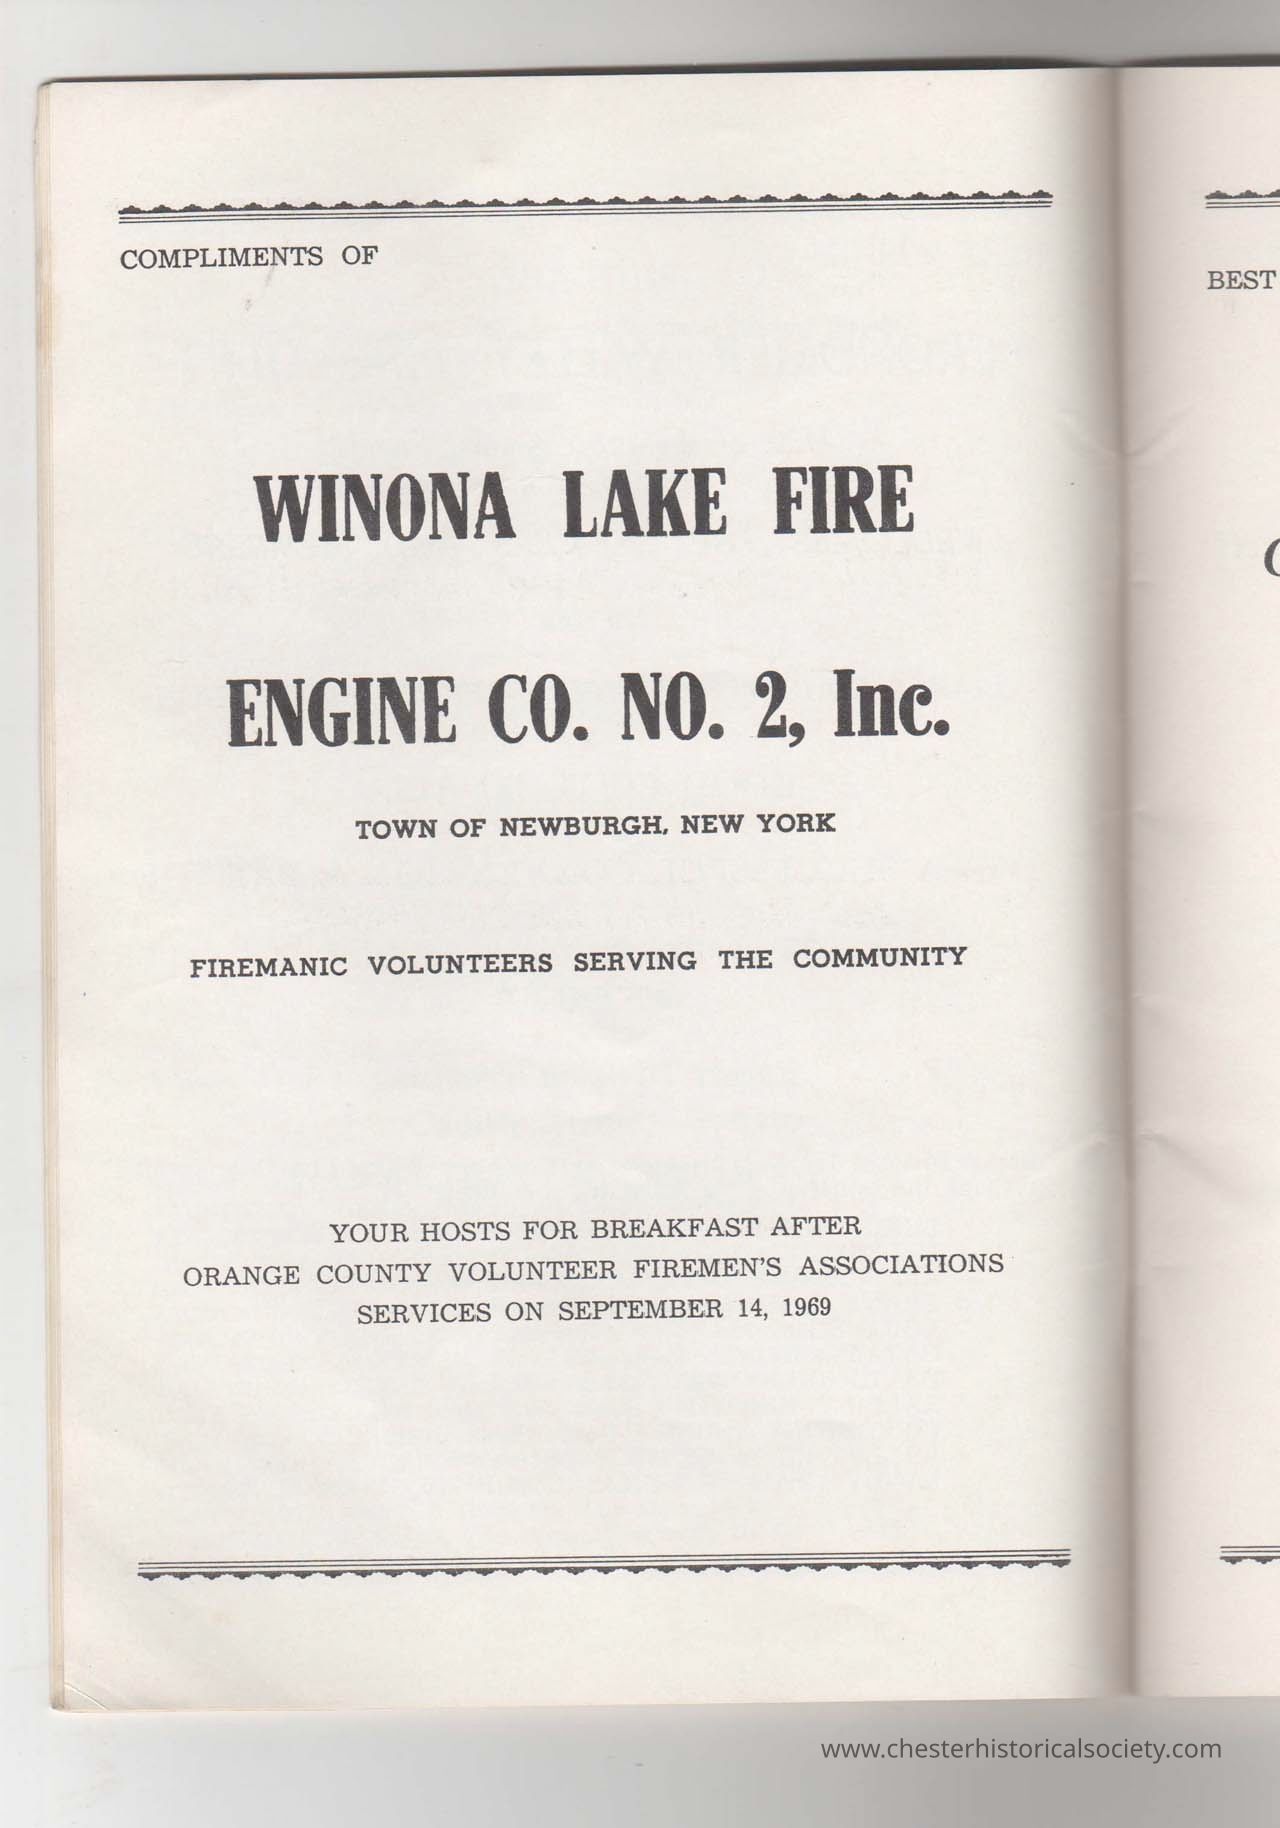 COMPLIMENTS OF
WINONA LAKE FIRE
ENGINE CO. NO. 2, Inc.
TOWN OF NEWBURGH, NEW YORK
FIREMANIC VOLUNTEERS SERVING THE COMMUNITY
YOUR HOSTS FOR BREAKFAST AFTER
ORANGE COUNTY VOLUNTEER FIREMEN'S ASSOCIATIONS
SERVICES ON SEPTEMBER 14, 1969
BEST
www.chesterhistoricalsociety.com